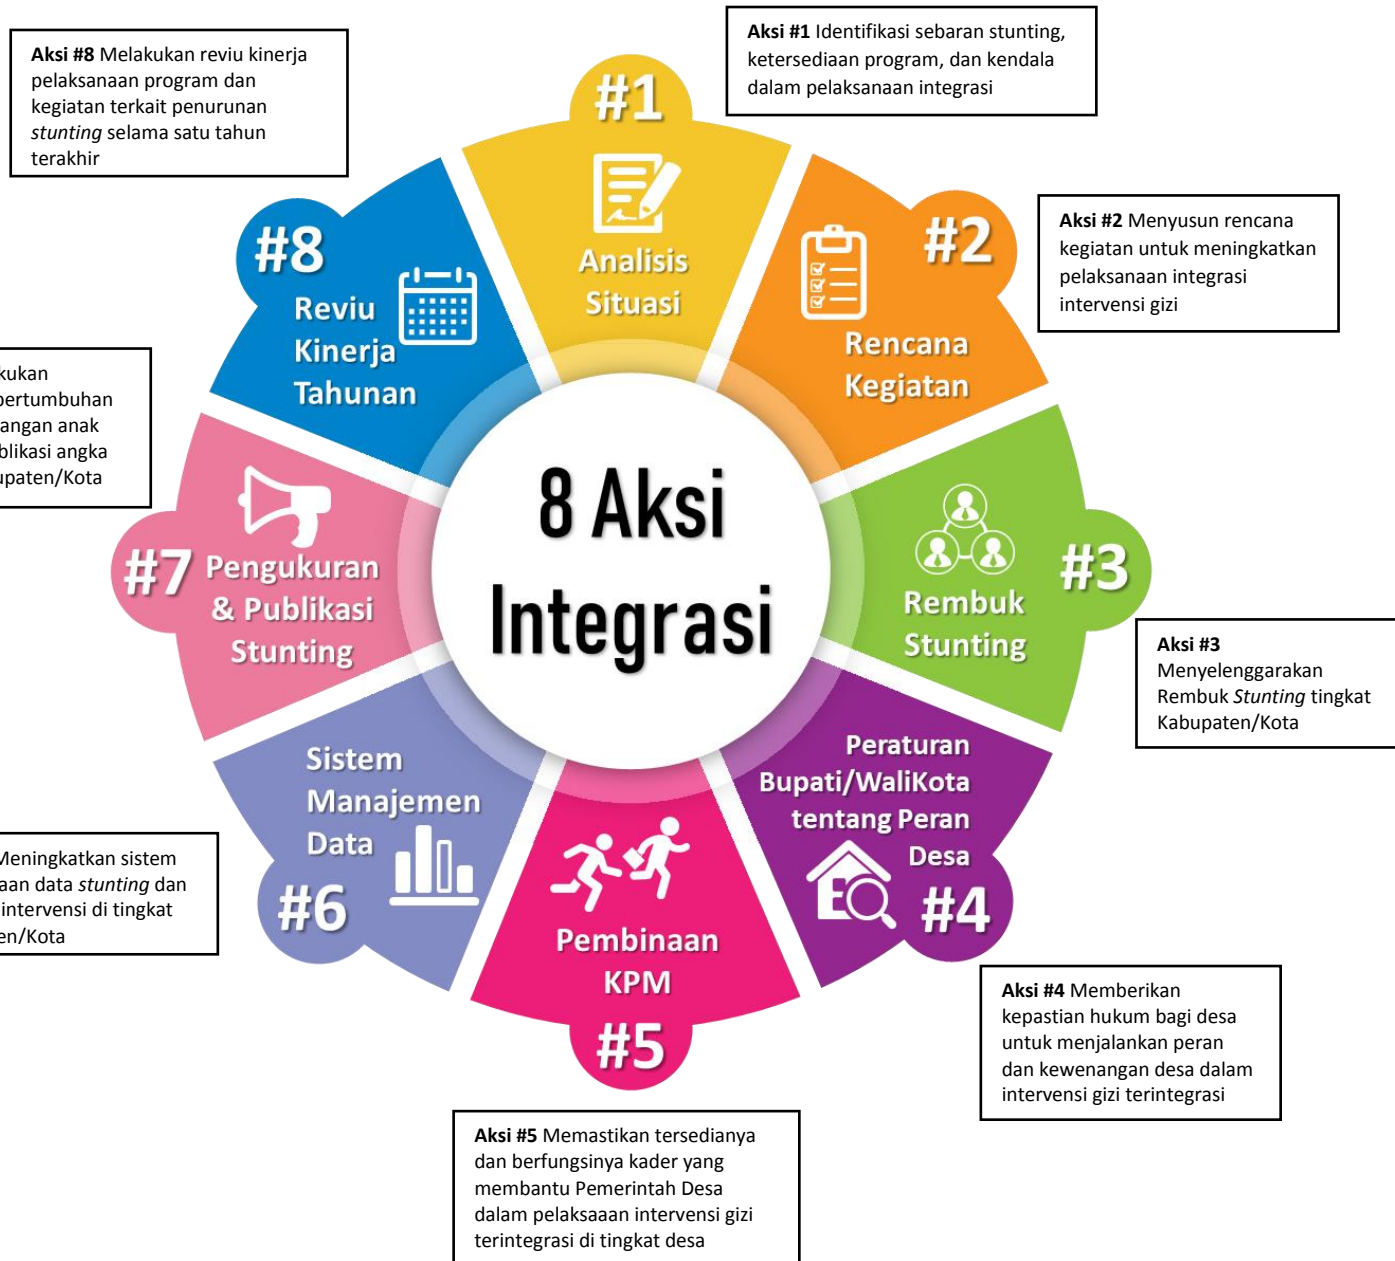 Aksi #1 Identifikasi sebaran stunting,
ketersediaan program, dan kendala
dalam pelaksanaan integrasi
Aksi #8 Melakukan reviu kinerja
pelaksanaan program dan
kegiatan terkait penurunan
stunting selama satu tahun
terakhir
#1
Analisis
Situasi
#2
Rencana
Kegiatan
Aksi #2 Menyusun rencana
kegiatan untuk meningkatkan
pelaksanaan integrasi
intervensi gizi
#8
Reviu
Kinerja
Tahunan
kukan
pertumbuhan
angan anak
blikasi angka
upaten/Kota
8 Aksi
Integrasi
#3
Rembuk
Stunting
Aksi #3
Menyelenggarakan
Rembuk Stunting tingkat
Kabupaten/Kota
#7 Pengukuran
& Publikasi
Stunting
Peraturan
Bupati/WaliKota
tentang Peran
Desa
#4
Aksi #4 Memberikan
kepastian hukum bagi desa
untuk menjalankan peran
dan kewenangan desa dalam
intervensi gizi terintegrasi
Sistem
Manajemen
Data
#6
Meningkatkan sistem
aan data stunting dan
intervensi di tingkat
en/Kota
Pembinaan
KPM
#5
Aksi #5 Memastikan tersedianya
dan berfungsinya kader yang
membantu Pemerintah Desa
dalam pelaksaaan intervensi gizi
terintegrasi di tingkat desa